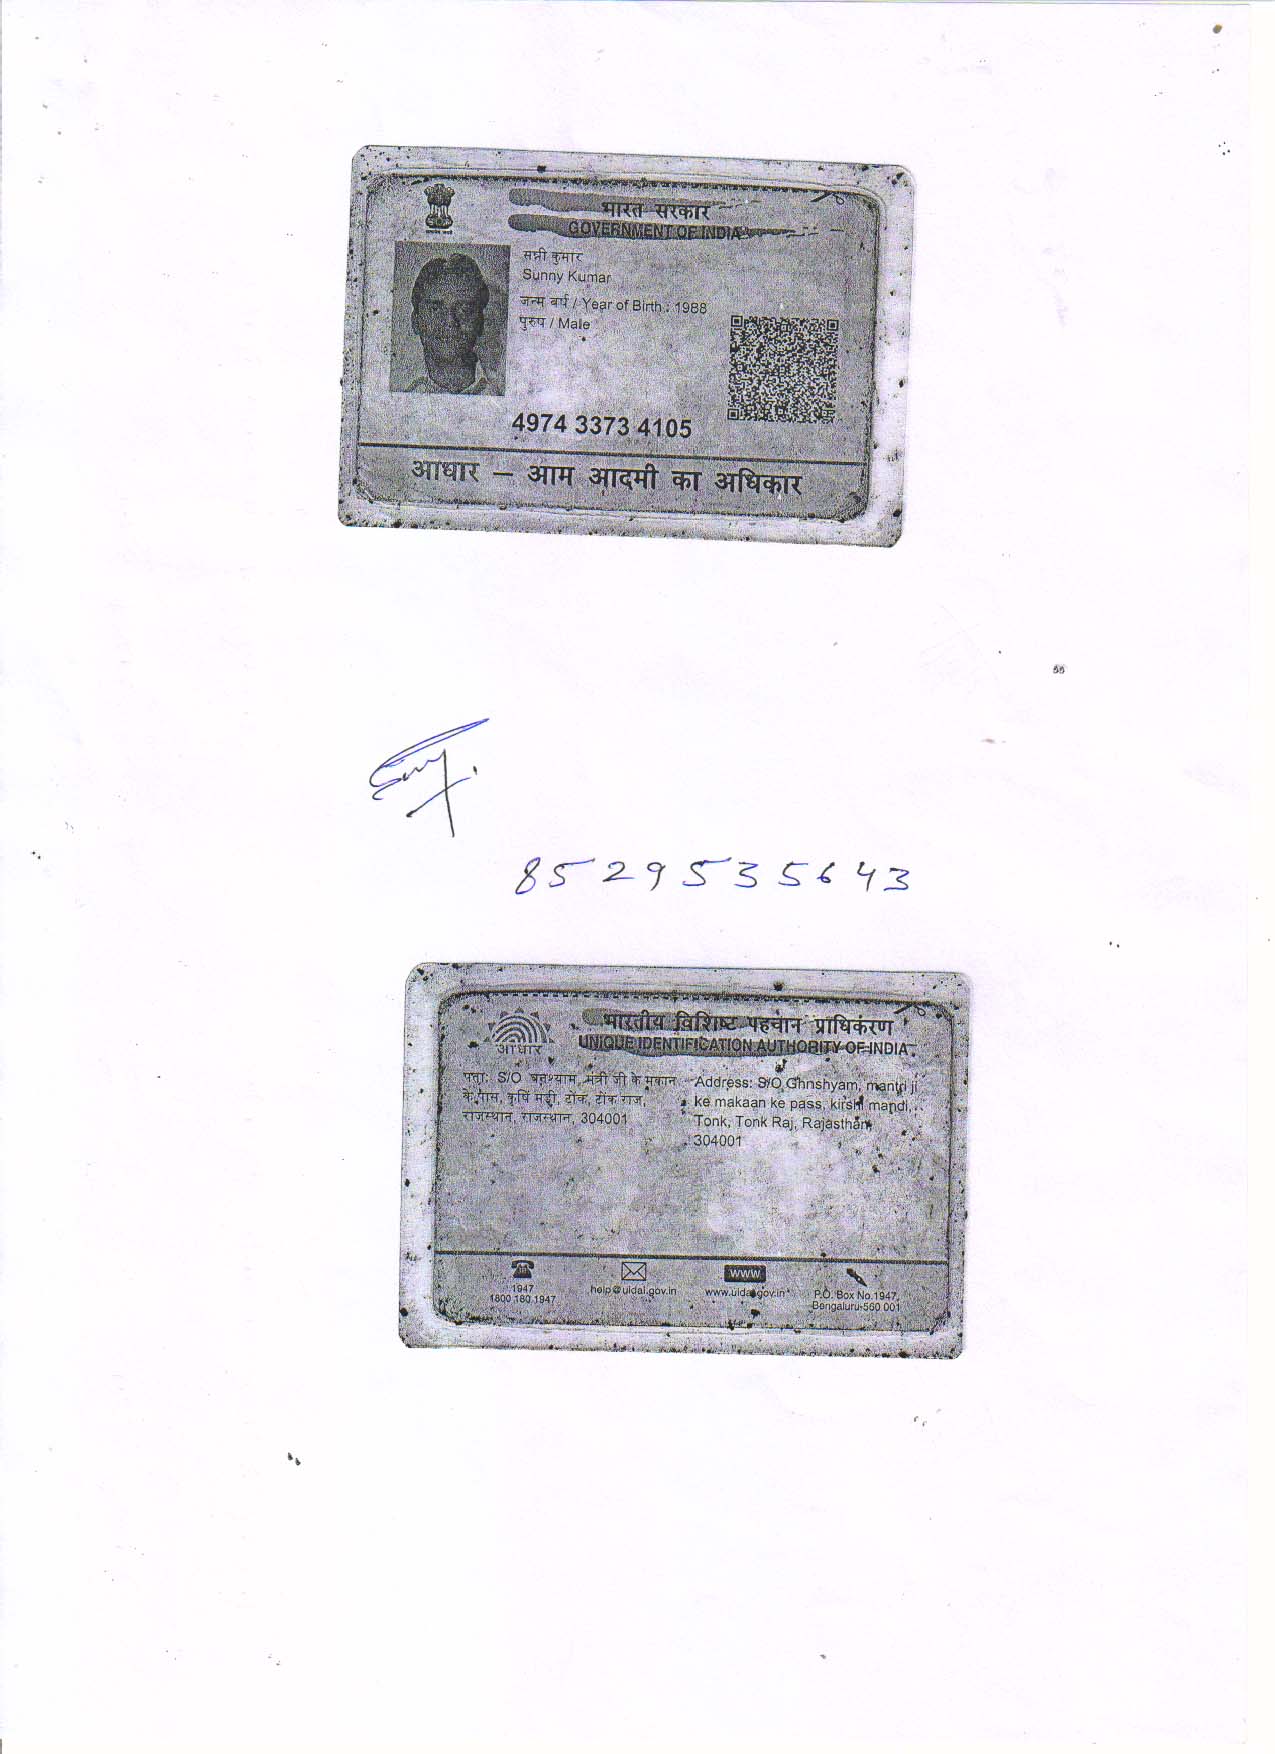 भारत सरकार
GOVERNMENT OF INDIA
सन्नी कुमार
Sunny Kumar
जन्म वर्ष / Year of Birth : 1988
पुरुष / Male
4974 3373 4105
आधार – आम आदमी का अधिकार
8529535643
भारतीय विशिष्ट पहचान प्राधिकरण
UNIQUE IDENTIFICATION AUTHORITY OF INDIA
आधार
पता: S/O घनश्याम, मंत्री जी के मकान
के पास, कृषि मंडी, टोंक, टोंक राज,
राजस्थान, राजस्थान, 304001
Address: S/O Ghnshyam, mantri ji
ke makaan ke pass, kirshi mandi,
Tonk, Tonk Raj, Rajasthan
304001
1947
1800 180 1947
help@uidai.gov.in
www
www.uidai.gov.in
P.O. Box No.1947,
Bengaluru-560 001